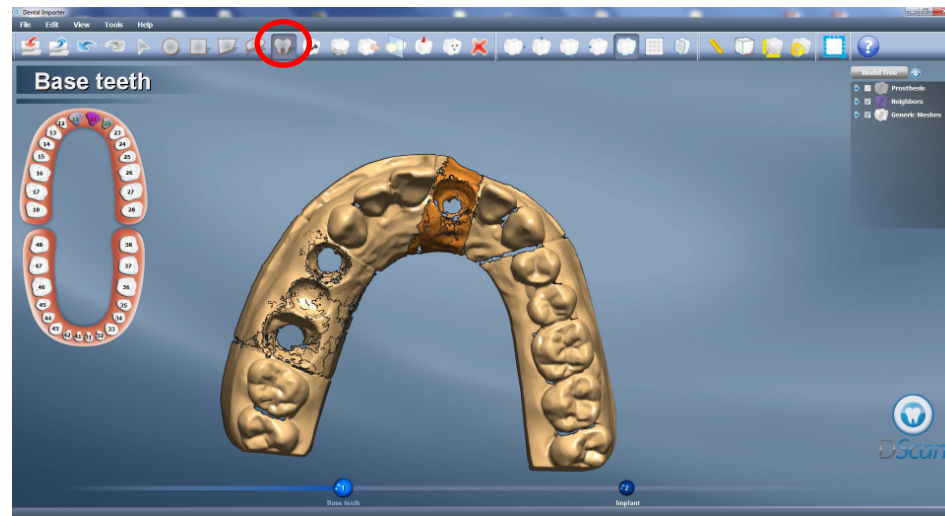 Dental Importer
File Edit View Tools Help
Base teeth
Model Tree
Prosthesis
Neighbors
Generic Meshes
12
13
14
15
16
17
18
23
24
25
26
27
28
48
47
46
45
44
43 42 41 31 32 33
34
35
36
37
38
DScan
1
2
Base teeth
Implant